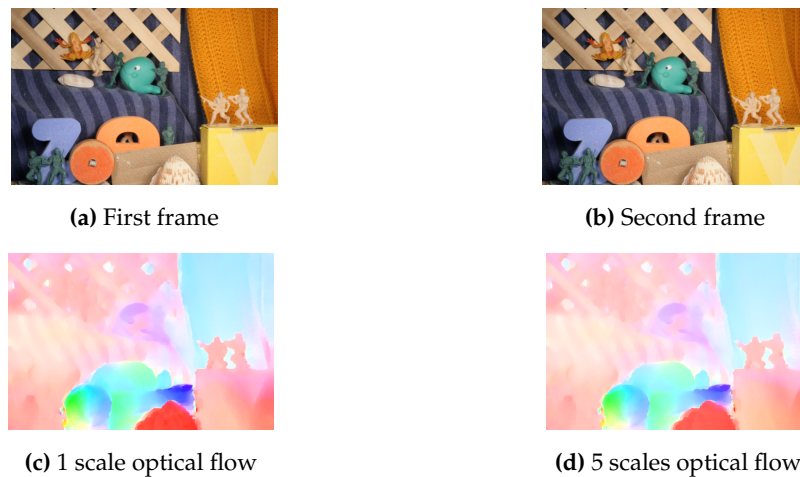 (a) First frame
(b) Second frame
(c) 1 scale optical flow
(d) 5 scales optical flow